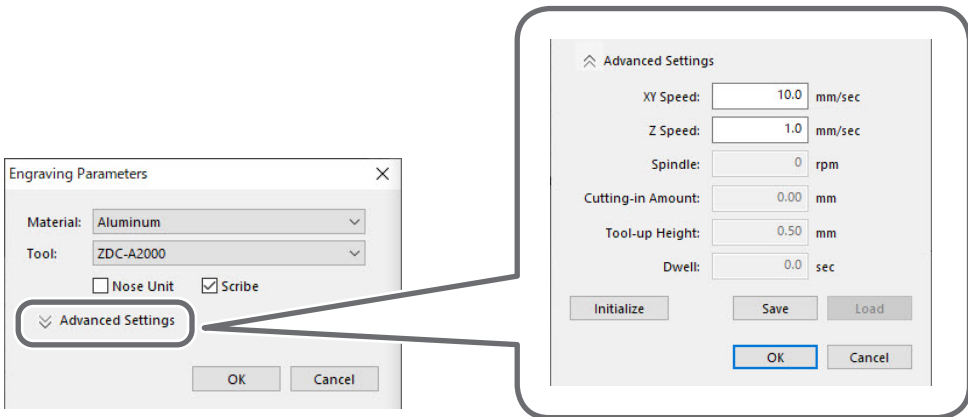 Engraving Parameters
Material: Aluminum
Tool: ZDC-A2000
Nose Unit Scribe
Advanced Settings
OK Cancel
Advanced Settings
XY Speed: 10.0 mm/sec
Z Speed: 1.0 mm/sec
Spindle: 0 rpm
Cutting-in Amount: 0.00 mm
Tool-up Height: 0.50 mm
Dwell: 0.0 sec
Initialize Save Load
OK Cancel